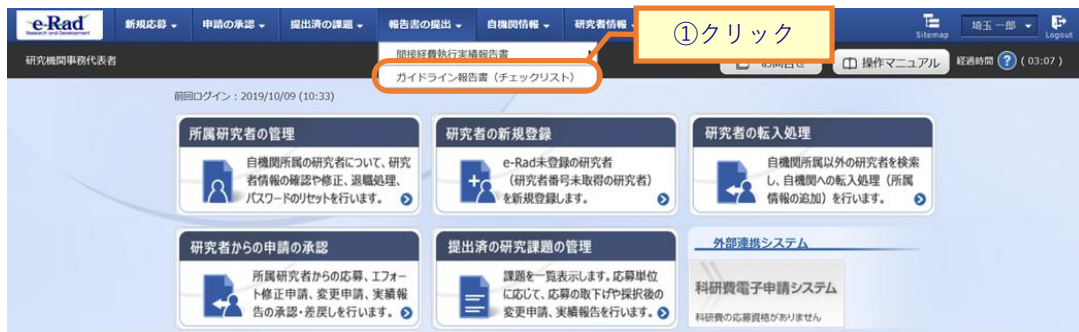 e-Rad
Research and Development
新規応募
申請の承認
提出済の課題
報告書の提出
自機関情報
研究者情報
Sitemap
埼玉 一郎
Logout
①クリック
研究機関事務代表者
間接経費執行実績報告書
ガイドライン報告書(チェックリスト)
お問合せ
操作マニュアル
経過時間 ? ( 03:07 )
前回ログイン:2019/10/09 (10:33)
所属研究者の管理
自機関所属の研究者について、研究
者情報の確認や修正、退職処理、
パスワードのリセットを行います。
研究者の新規登録
e-Rad未登録の研究者
(研究者番号未取得の研究者)
を新規登録します。
研究者の転入処理
自機関所属以外の研究者を検索
し、自機関への転入処理(所属
情報の追加)を行います。
研究者からの申請の承認
所属研究者からの応募、エフォー
ト修正申請、変更申請、実績報
告の承認・差戻しを行います。
提出済の研究課題の管理
課題を一覧表示します。応募単位
に応じて、応募の取下げや採択後の
変更申請、実績報告を行います。
外部連携システム
科研費電子申請システム
科研費の応募資格がありません